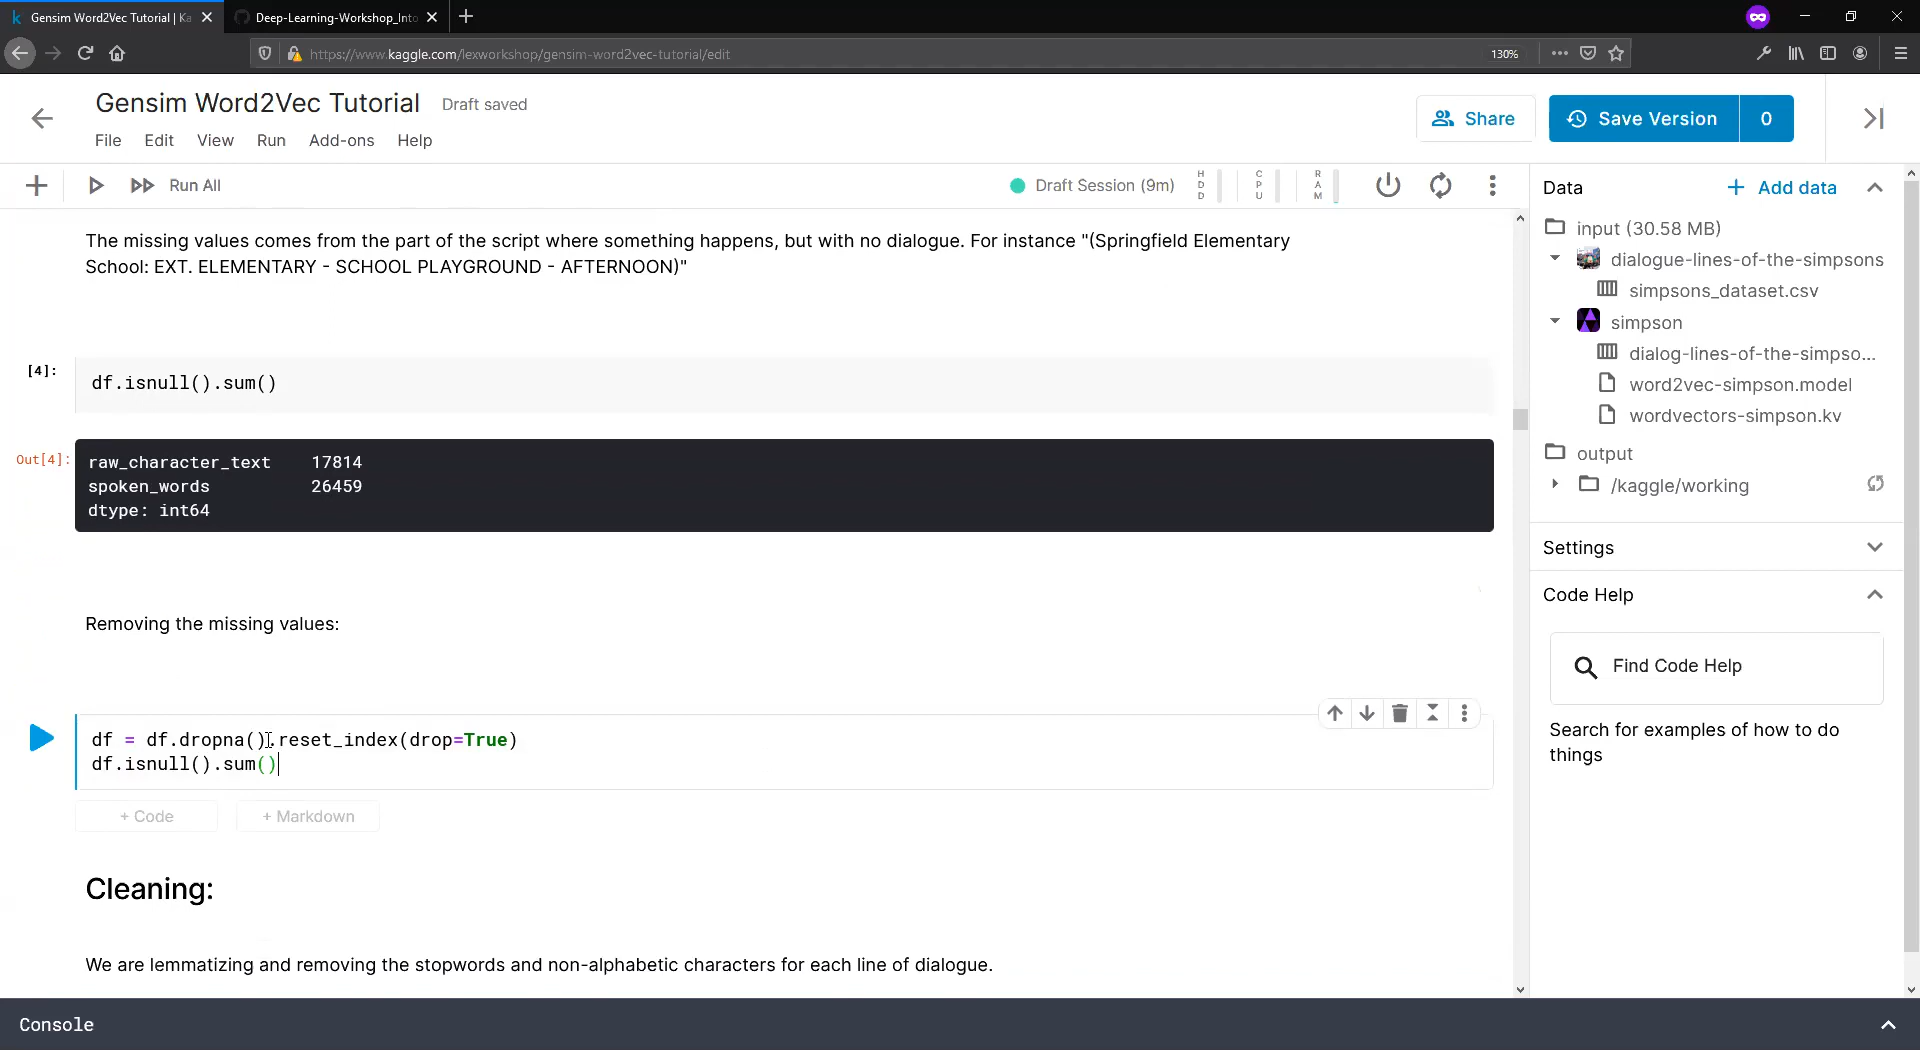 Gensim Word2Vec Tutorial | Ka
Deep-Learning-Workshop_Into
https://www.kaggle.com/lexworkshop/gensim-word2vec-tutorial/edit
130%
Gensim Word2Vec Tutorial
Draft saved
File Edit View Run Add-ons Help
Share
Save Version
0
Run All
Draft Session (9m)
HDD
CPU
RAM
The missing values comes from the part of the script where something happens, but with no dialogue. For instance "(Springfield Elementary
School: EXT. ELEMENTARY - SCHOOL PLAYGROUND - AFTERNOON)"
[4]:
df.isnull().sum()
Out[4]:
raw_character_text 17814
spoken_words 26459
dtype: int64
Removing the missing values:
df = df.dropna().reset_index(drop=True)
df.isnull().sum()
+ Code
+ Markdown
Cleaning:
We are lemmatizing and removing the stopwords and non-alphabetic characters for each line of dialogue.
Data
Add data
input (30.58 MB)
dialogue-lines-of-the-simpsons
simpsons_dataset.csv
simpson
dialog-lines-of-the-simpso...
word2vec-simpson.model
wordvectors-simpson.kv
output
/kaggle/working
Settings
Code Help
Find Code Help
Search for examples of how to do
things
Console